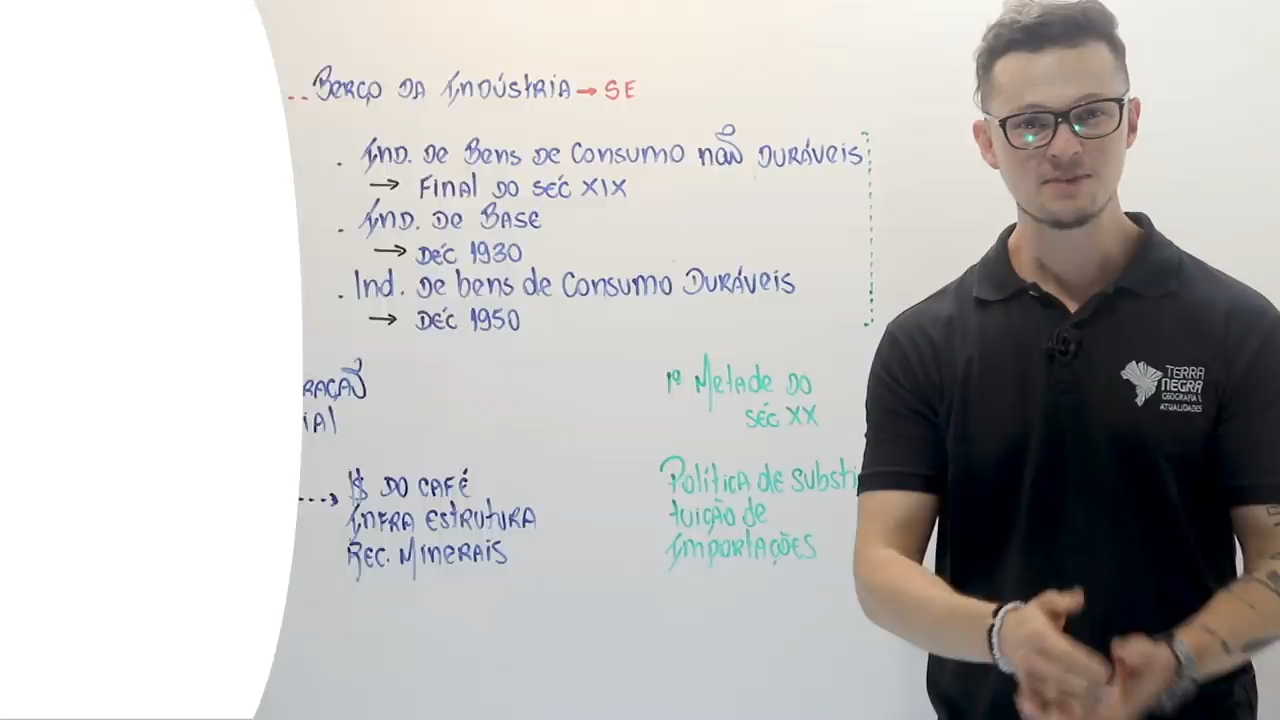 Berço da Indústria → SE
. Ind. de Bens de Consumo não Duráveis
→ Final do séc XIX
. Ind. de Base
→ Déc 1930
. Ind. de bens de Consumo Duráveis
→ Déc 1950
ração
ial
$ do café
Infra estrutura
Rec. Minerais
1ª Metade do
séc XX
Política de substi
tuição de
Importações
TERRA
NEGRA
GEOGRAFIA E
ATUALIDADES